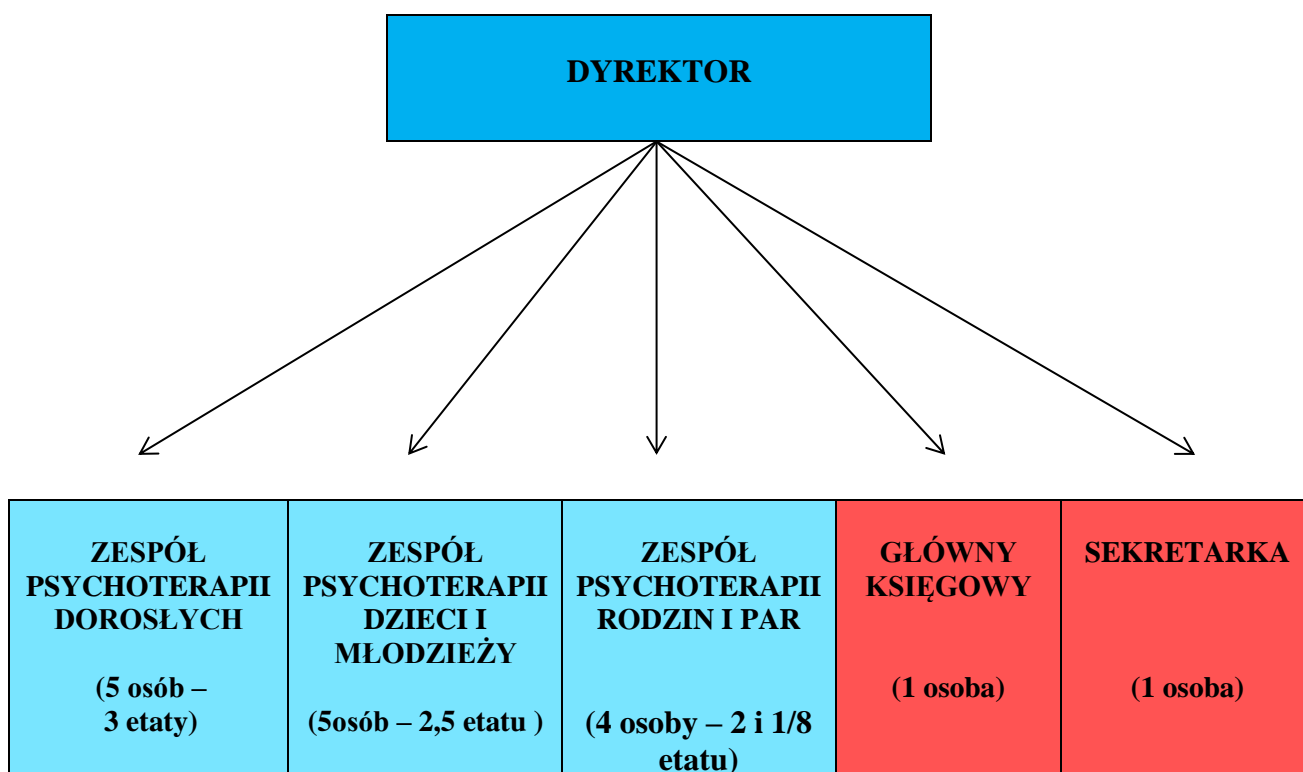 DYREKTOR
ZESPÓŁ
PSYCHOTERAPII
DOROSŁYCH
(5 osób –
3 etaty)
ZESPÓŁ
PSYCHOTERAPII
DZIECI I
MŁODZIEŻY
(5osób – 2,5 etatu )
ZESPÓŁ
PSYCHOTERAPII
RODZIN I PAR
(4 osoby – 2 i 1/8
etatu)
GŁÓWNY
KSIĘGOWY
(1 osoba)
SEKRETARKA
(1 osoba)